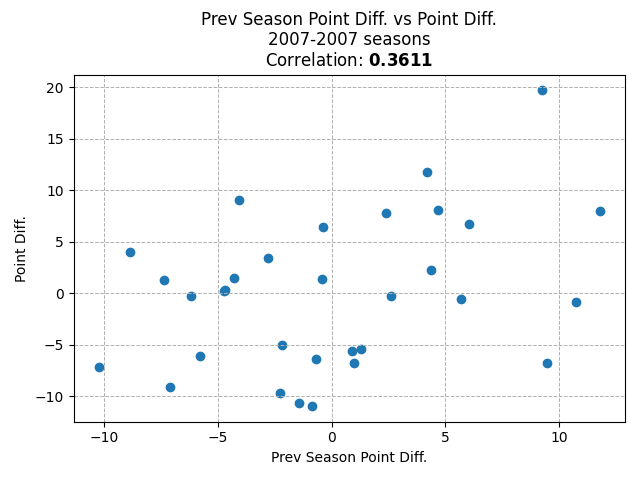 Prev Season Point Diff. vs Point Diff.
2007-2007 seasons
Correlation: 0.3611
20
15
10
5
0
−5
−10
Point Diff.
−10
−5
0
5
10
Prev Season Point Diff.